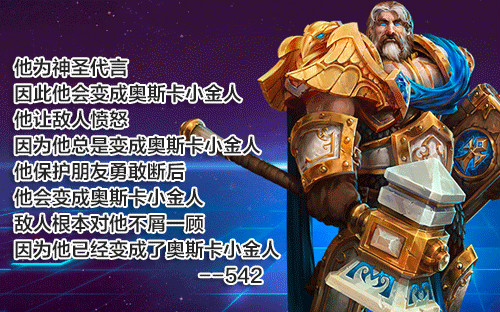 他为神圣代言
因此他会变成奥斯卡小金人
他让敌人愤怒
因为他总是变成奥斯卡小金人
他保护朋友勇敢断后
他会变成奥斯卡小金人
敌人根本对他不屑一顾
因为他已经变成了奥斯卡小金人
--542